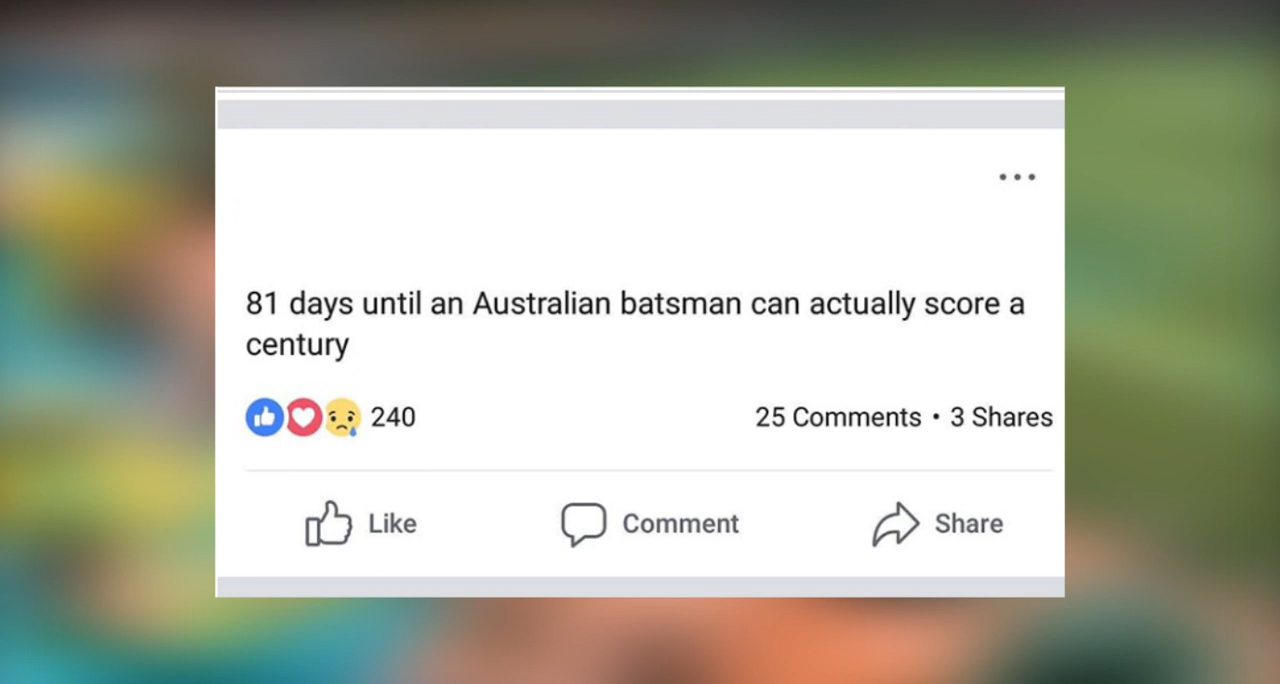 81 days until an Australian batsman can actually score a
century
240
25 Comments • 3 Shares
Like
Comment
Share